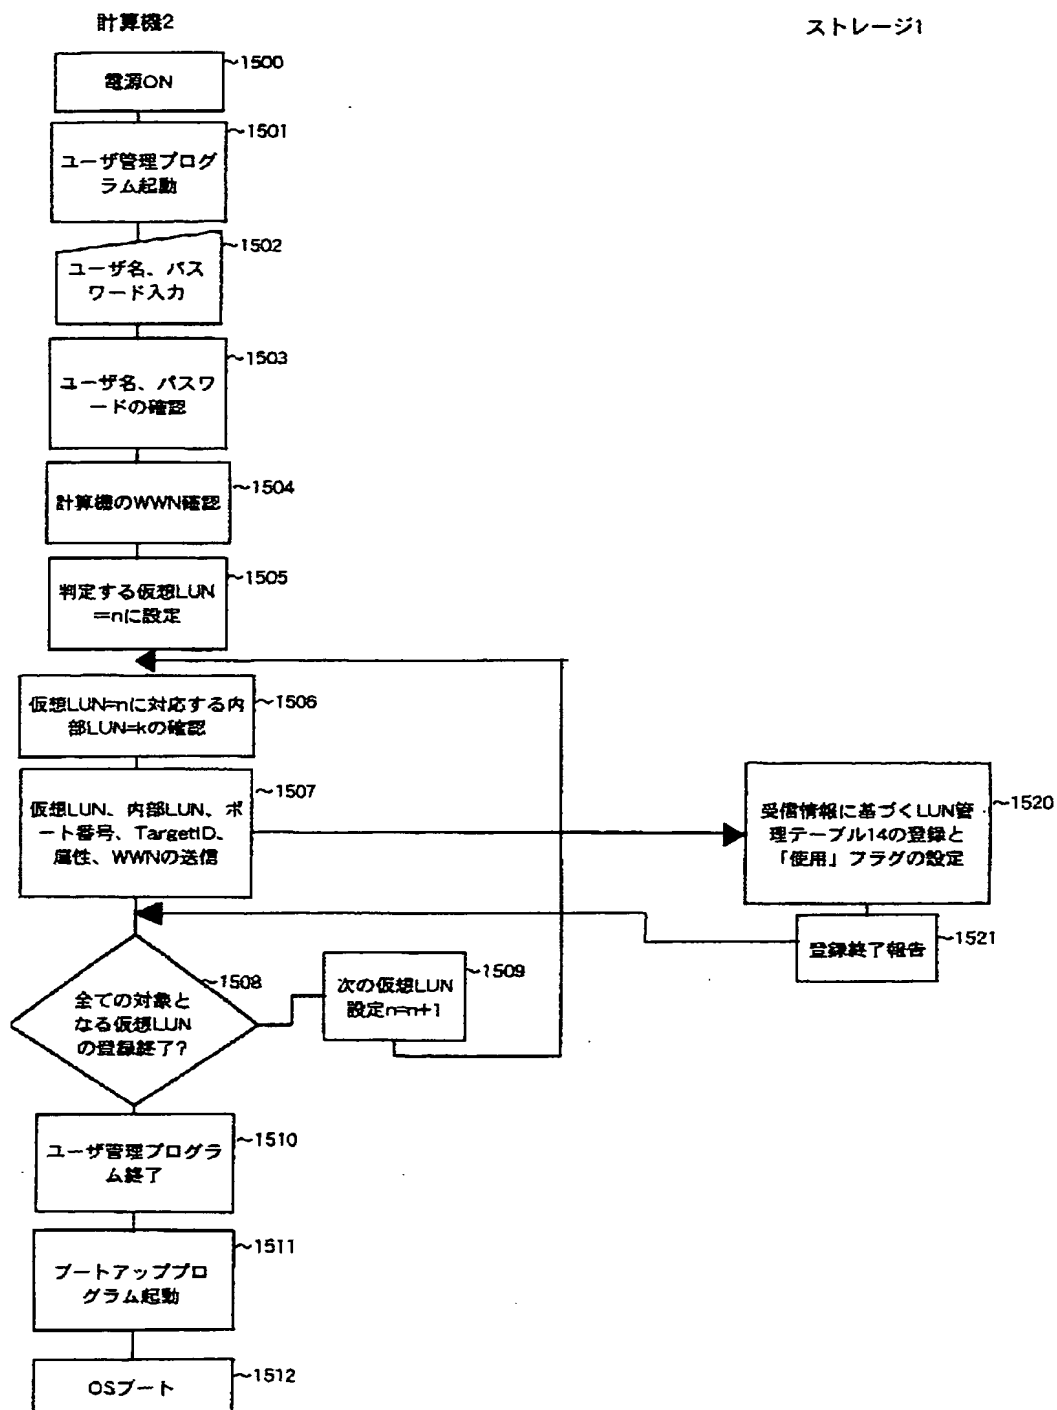 計算機2
ストレージ1
電源ON
~1500
ユーザ管理プログ
ラム起動
~1501
ユーザ名、パス
ワード入力
~1502
ユーザ名、パスワ
ードの確認
~1503
計算機のWWN確認
~1504
判定する仮想LUN
=nに設定
~1505
仮想LUN=nに対応する内
部LUN=kの確認
~1506
仮想LUN、内部LUN、ポ
ート番号、TargetID、
属性、WWNの送信
~1507
受信情報に基づくLUN管
理テーブル14の登録と
「使用」フラグの設定
~1520
登録終了報告
~1521
全ての対象と
なる仮想LUN
の登録終了?
~1508
次の仮想LUN
設定n=n+1
~1509
ユーザ管理プログラ
ム終了
~1510
ブートアッププロ
グラム起動
~1511
OSブート
~1512